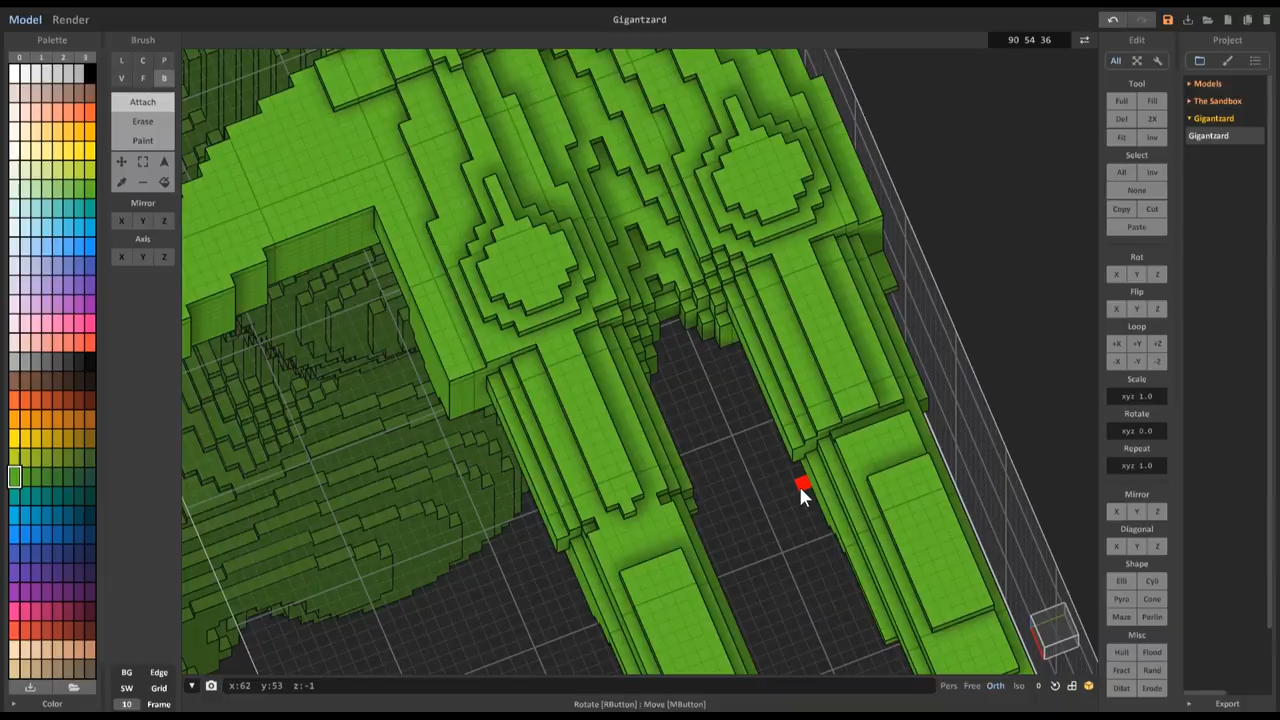 Model Render
Gigantzard
Palette
Brush
90 54 36
Edit
Project
0 1 2 3
L C P
V F B
Attach
Erase
Paint
Mirror
X Y Z
Axis
X Y Z
All
Tool
Full Fill
Del 2X
Fit Inv
Select
All Inv
None
Copy Cut
Paste
Rot
X Y Z
Flip
X Y Z
Loop
+X +Y +Z
-X -Y -Z
Scale
xyz 1.0
Rotate
xyz 0.0
Repeat
xyz 1.0
Mirror
X Y Z
Diagonal
X Y Z
Shape
Elli Cyli
Pyra Cone
Maze Perlin
Misc
Hull Flood
Fract Rand
Dilat Erode
Models
The Sandbox
Gigantzard
Gigantzard
BG Edge
SW Grid
10 Frame
Color
x:62 y:53 z:-1
Pers Free Orth Iso 0
Rotate [RButton] : Move [MButton]
Export